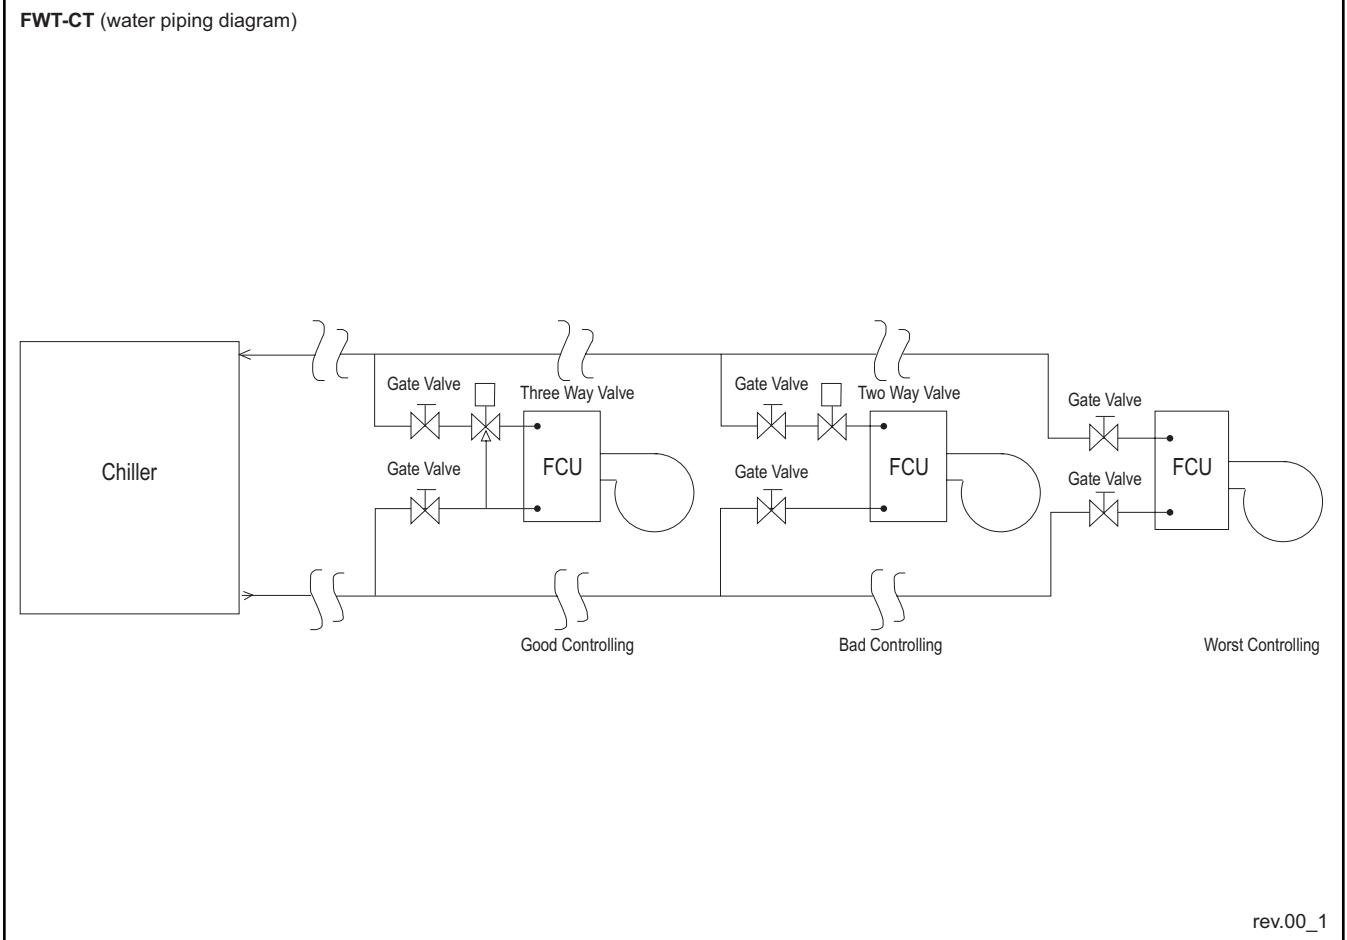 FWT-CT (water piping diagram)
Gate Valve
Three Way Valve
Gate Valve
Two Way Valve
Gate Valve
Chiller
Gate Valve
FCU
Gate Valve
FCU
Gate Valve
FCU
Good Controlling
Bad Controlling
Worst Controlling
rev.00_1